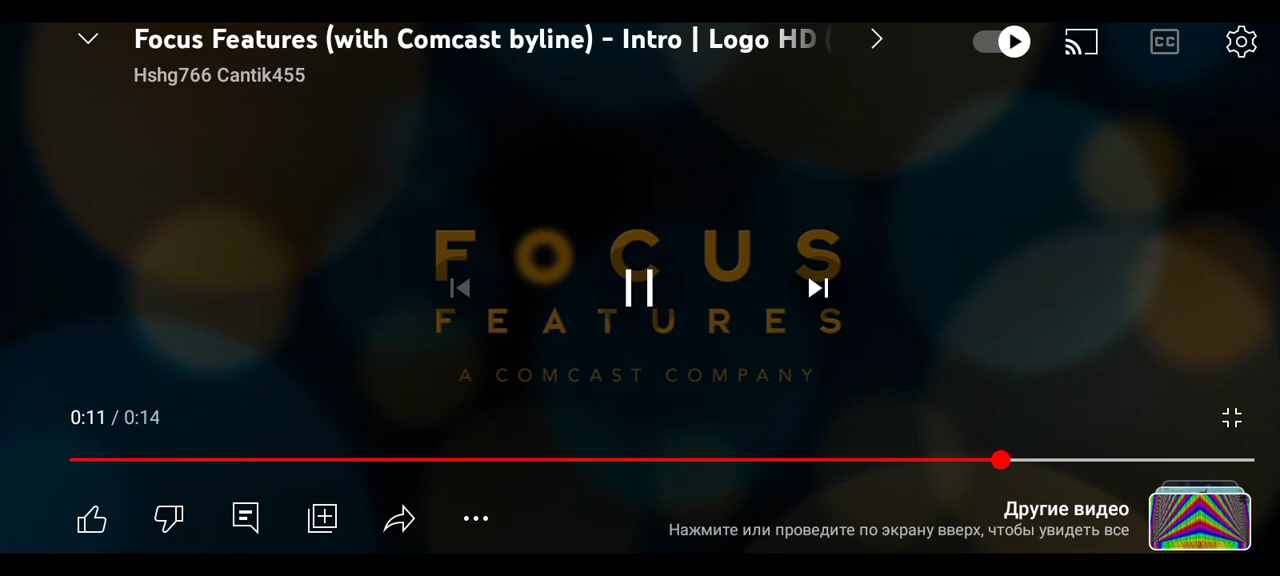 Focus Features (with Comcast byline) - Intro | Logo HD (
Hshg766 Cantik455
CC
FOCUS
FEATURES
A COMCAST COMPANY
0:11 / 0:14
Другие видео
Нажмите или проведите по экрану вверх, чтобы увидеть все